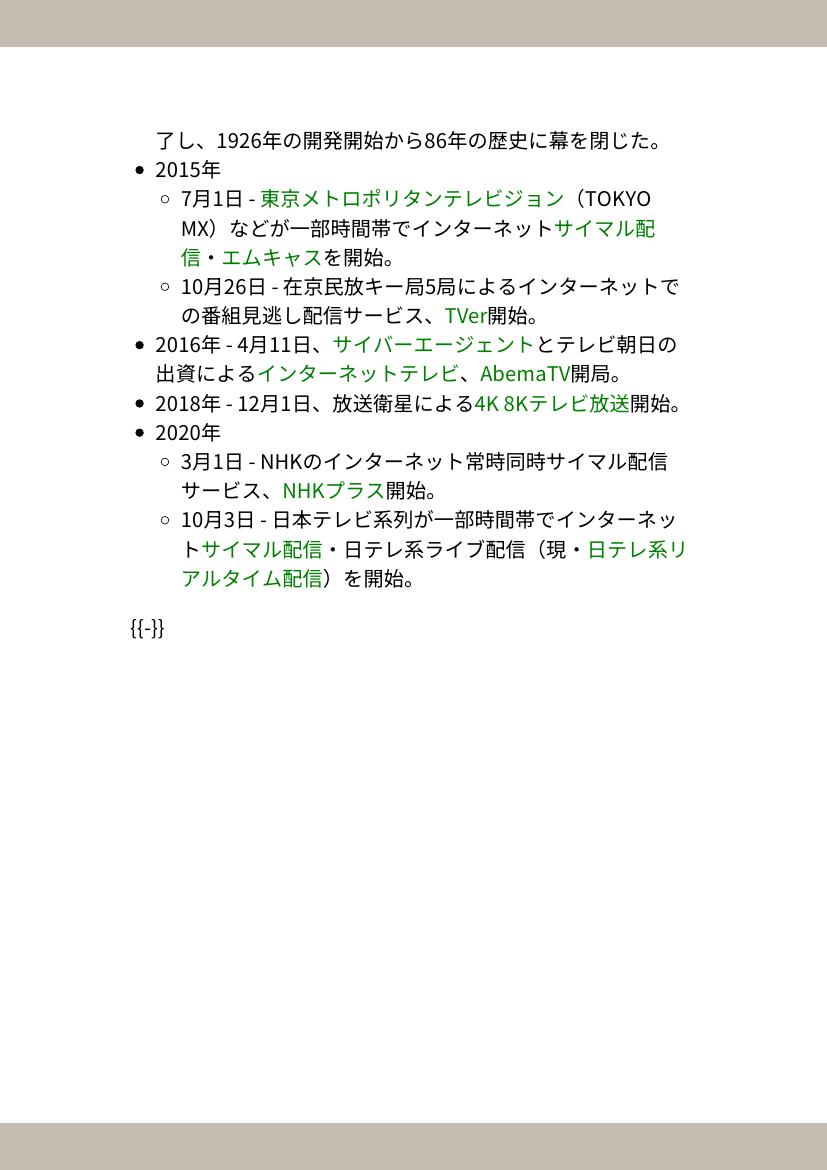 了し、1926年の開発開始から86年の歴史に幕を閉じた。
• 2015年
◦ 7月1日 - 東京メトロポリタンテレビジョン（TOKYO
MX）などが一部時間帯でインターネットサイマル配
信・エムキャスを開始。
◦ 10月26日 - 在京民放キー局5局によるインターネットで
の番組見逃し配信サービス、TVer開始。
• 2016年 - 4月11日、サイバーエージェントとテレビ朝日の
出資によるインターネットテレビ、AbemaTV開局。
• 2018年 - 12月1日、放送衛星による4K 8Kテレビ放送開始。
• 2020年
◦ 3月1日 - NHKのインターネット常時同時サイマル配信
サービス、NHKプラス開始。
◦ 10月3日 - 日本テレビ系列が一部時間帯でインターネッ
トサイマル配信・日テレ系ライブ配信（現・日テレ系リ
アルタイム配信）を開始。
{{-}}